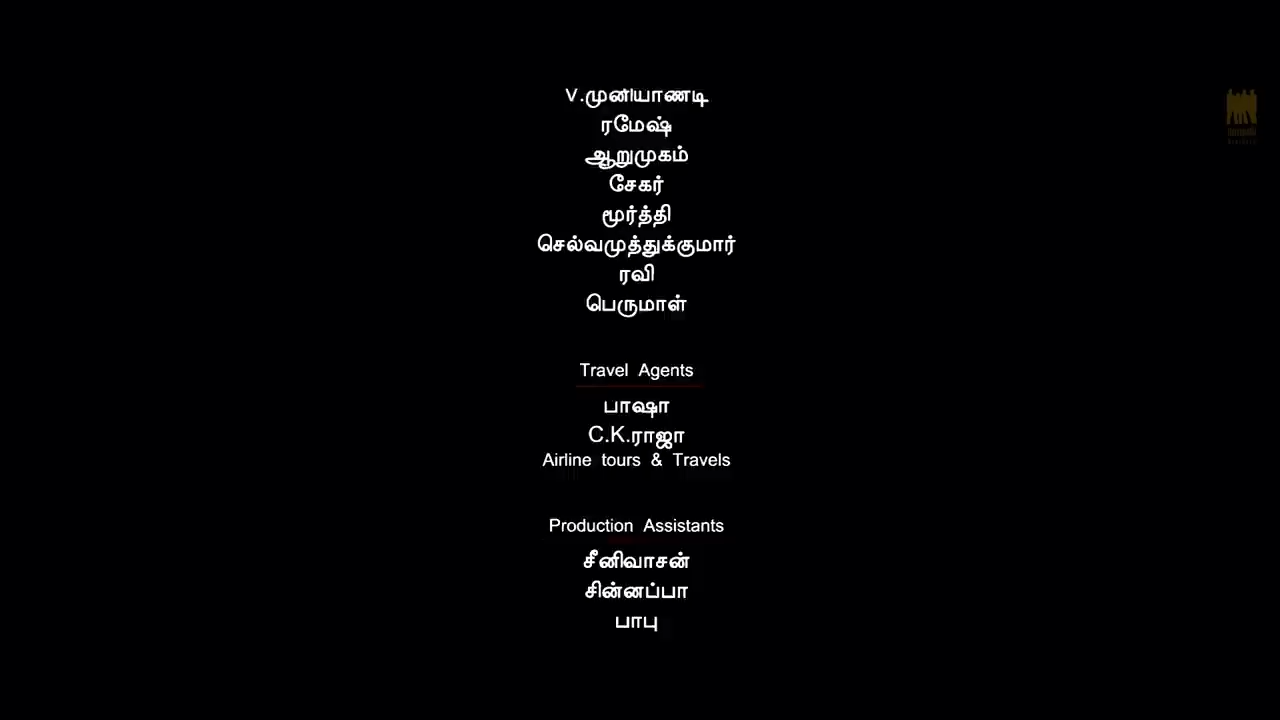 V.முனியாண்டி
ரமேஷ்
ஆறுமுகம்
சேகர்
மூர்த்தி
செல்வமுத்துக்குமார்
ரவி
பெருமாள்
Travel Agents
பாஷா
C.K.ராஜா
Airline tours & Travels
Production Assistants
சீனிவாசன்
சின்னப்பா
பாபு